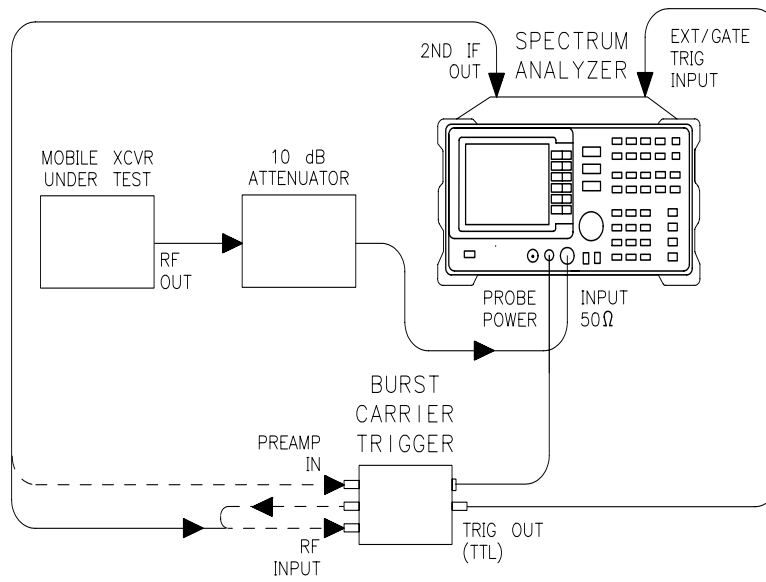 2ND IF
OUT
SPECTRUM
ANALYZER
EXT/GATE
TRIG
INPUT
MOBILE XCVR
UNDER TEST
10 dB
ATTENUATOR
RF
OUT
PROBE
POWER
INPUT
50Ω
BURST
CARRIER
TRIGGER
PREAMP
IN
RF
INPUT
TRIG OUT
(TTL)